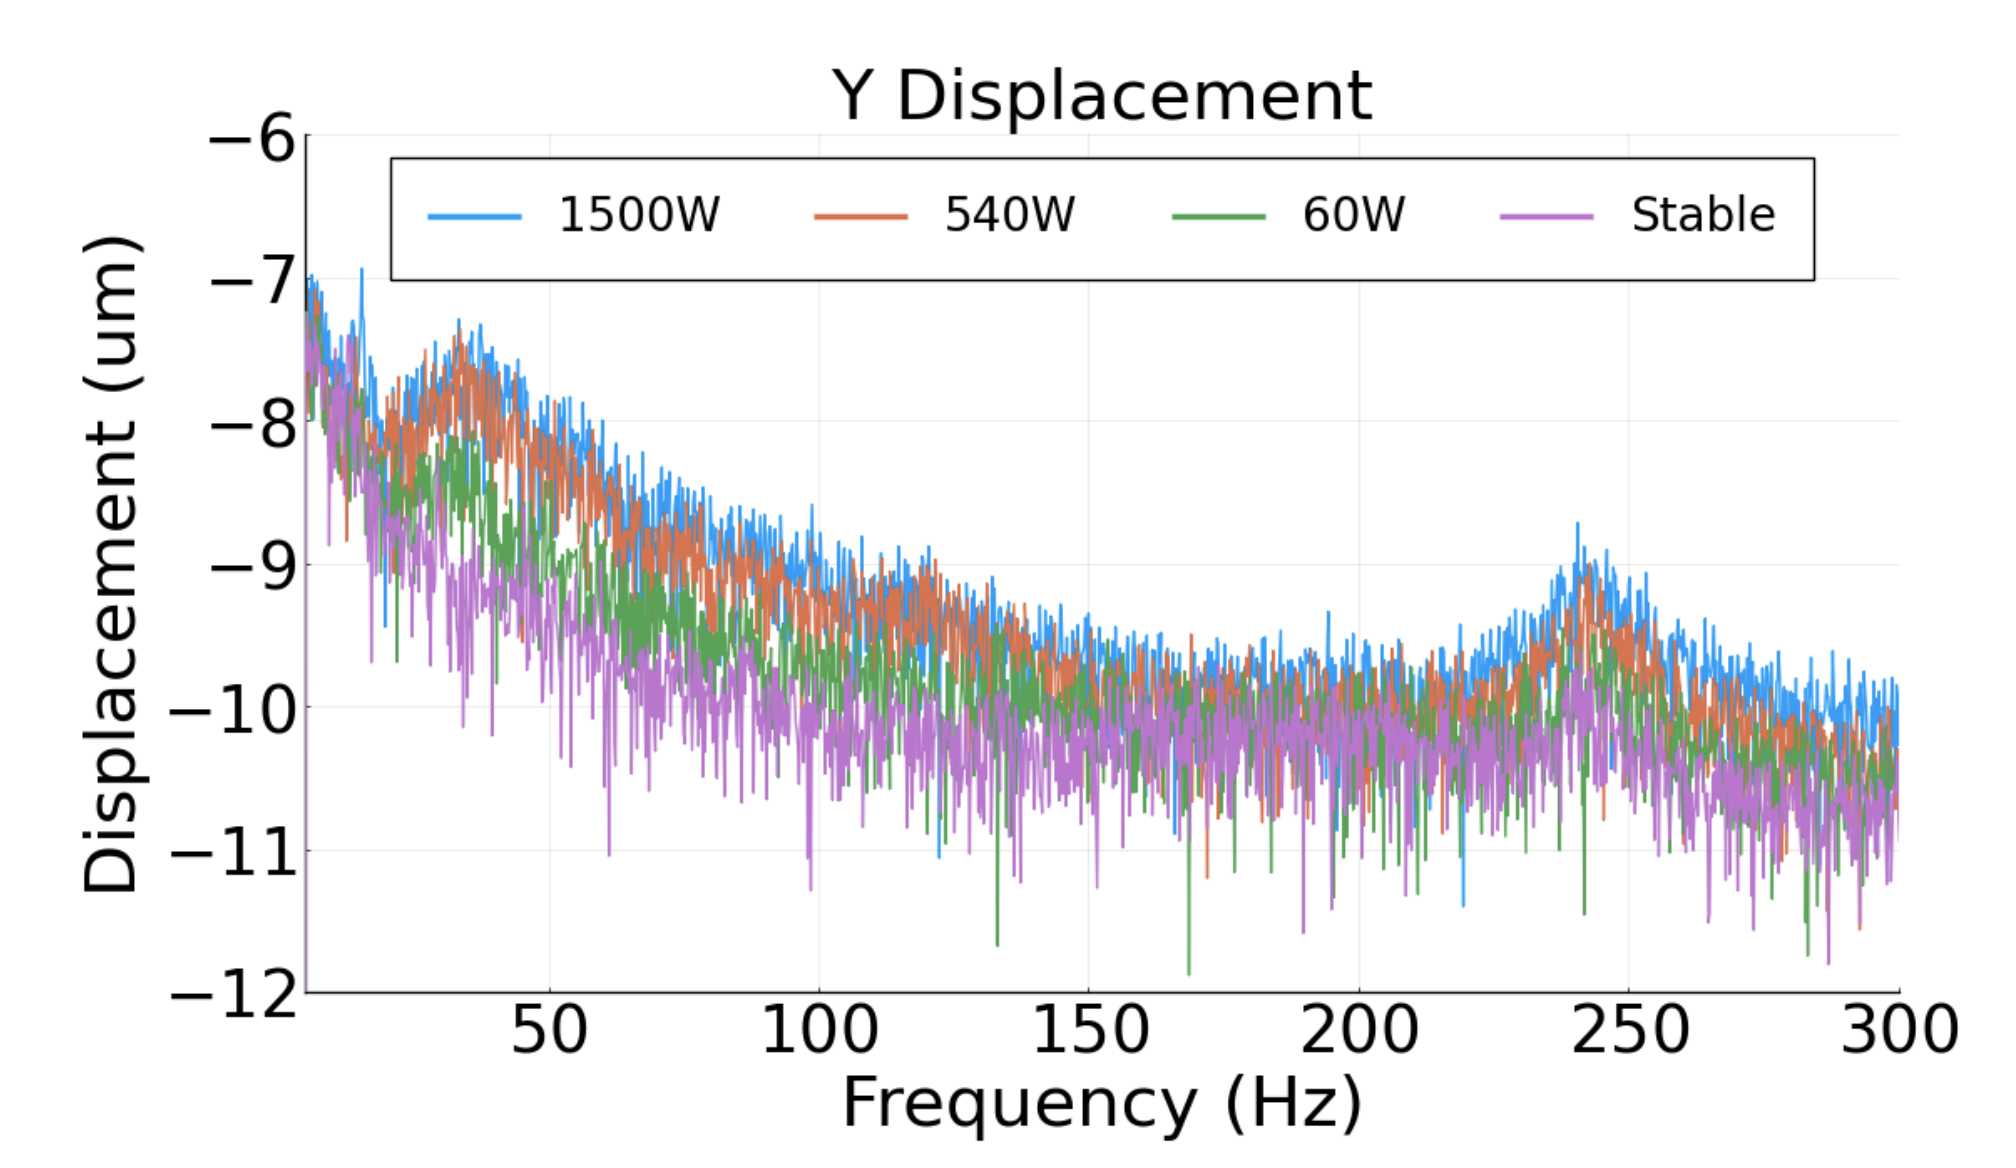 Y Displacement
1500W 540W 60W Stable
−6
−7
−8
−9
−10
−11
−12
Displacement (um)
50 100 150 200 250 300
Frequency (Hz)